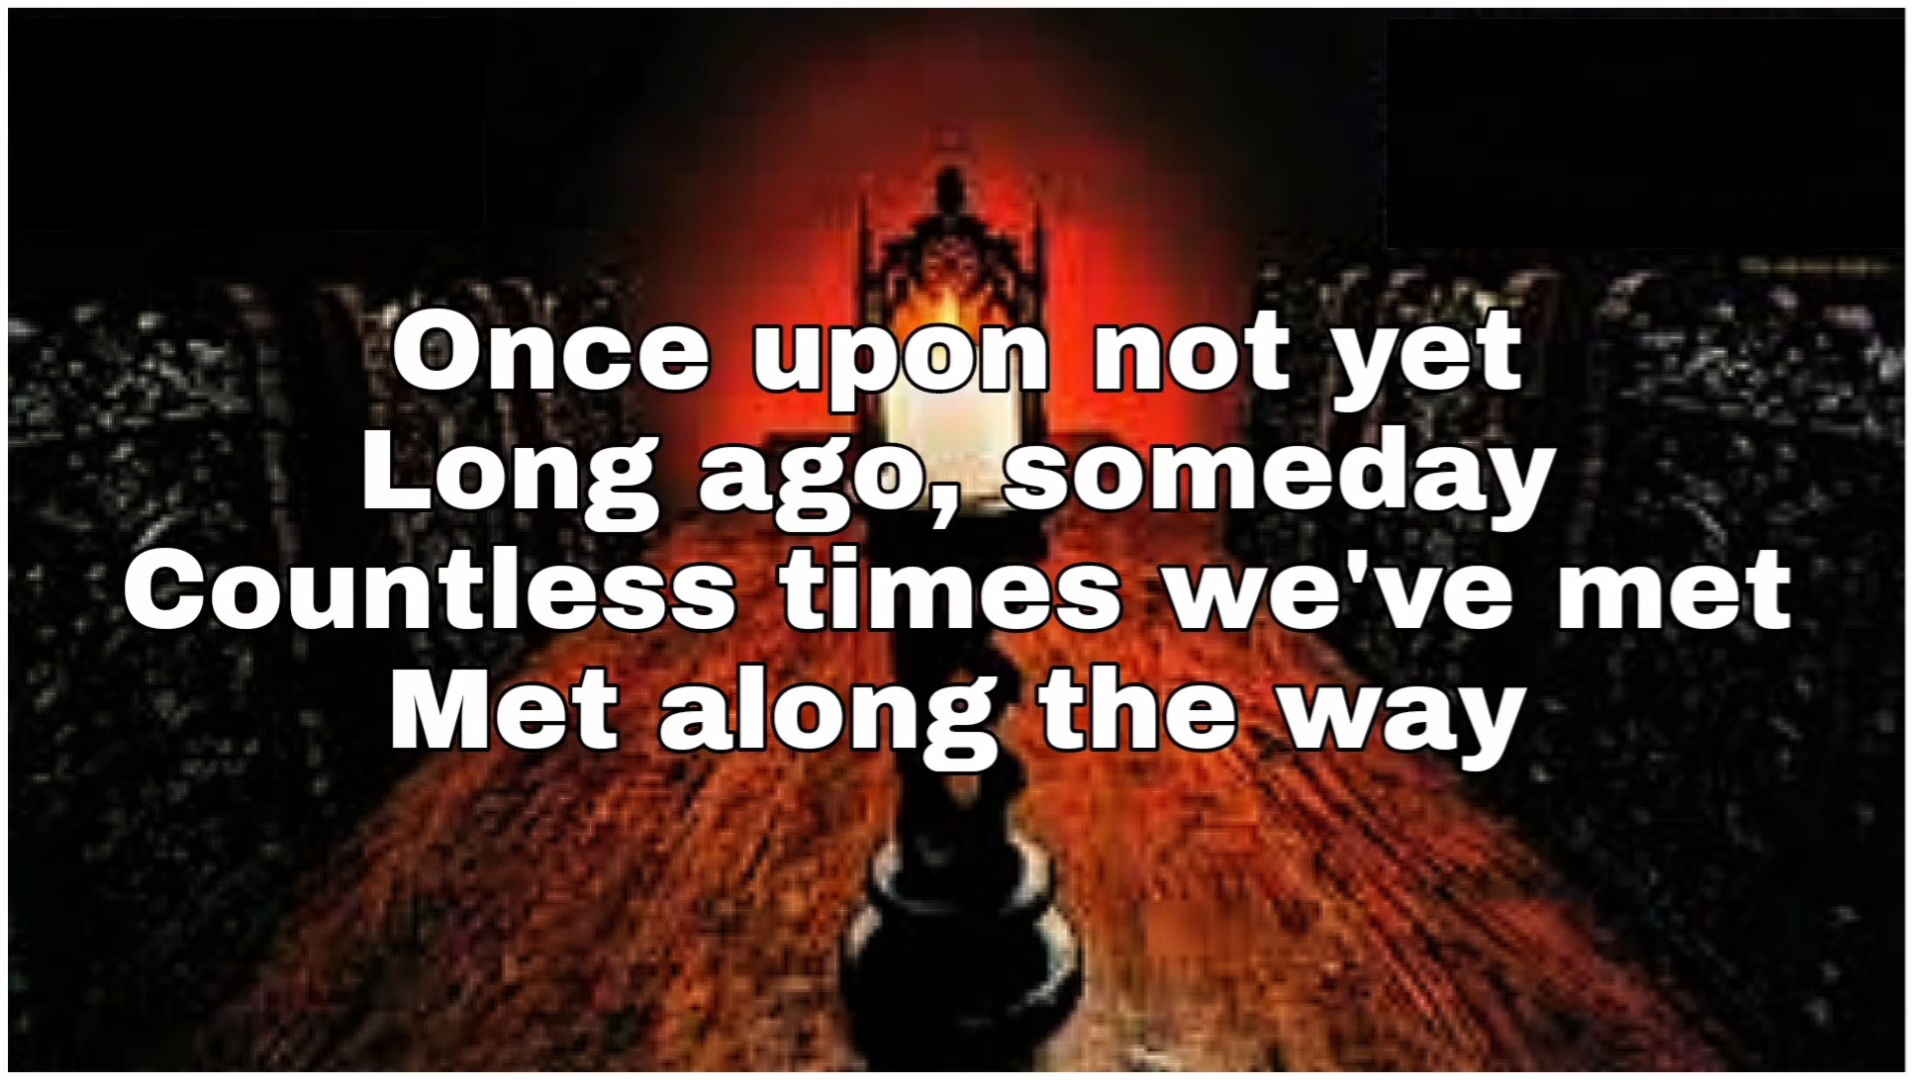 Once upon not yet
Long ago, someday
Countless times we've met
Met along the way